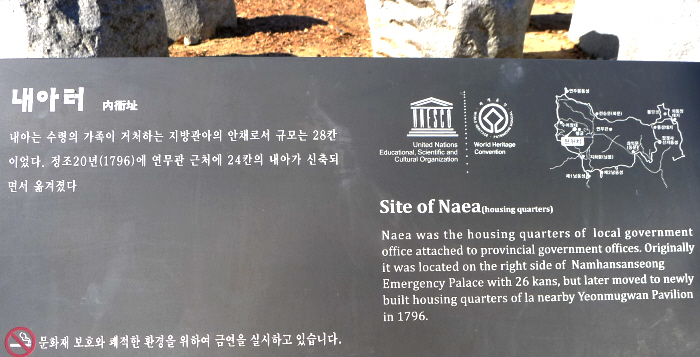 내아터 内衙址
내아는 수령의 가족이 거처하는 지방관아의 안채로서 규모는 28칸
이었다. 정조20년(1796)에 연무관 근처에 24칸의 내아가 신축되
면서 옮겨졌다
문화재 보호와 쾌적한 환경을 위하여 금연을 실시하고 있습니다.
UNESCO
United Nations
Educational, Scientific and
Cultural Organization
World Heritage
Convention
Site of Naea(housing quarters)
Naea was the housing quarters of local government
office attached to provincial government offices. Originally
it was located on the right side of Namhansanseong
Emergency Palace with 26 kans, but later moved to newly
built housing quarters of la nearby Yeonmugwan Pavilion
in 1796.